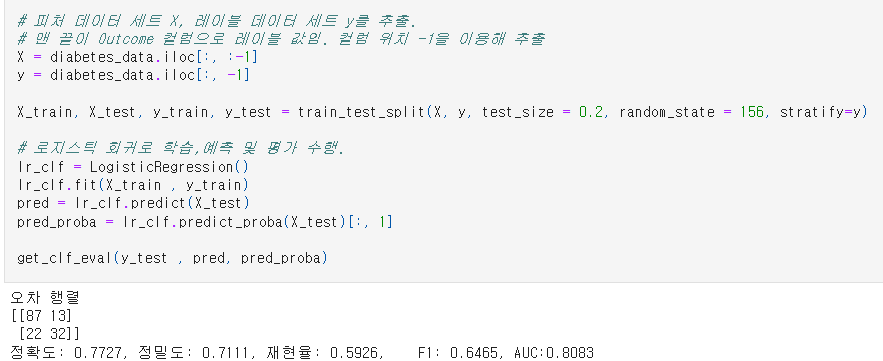 # 피처 데이터 세트 X, 레이블 데이터 세트 y를 추출.
# 맨 끝이 Outcome 컬럼으로 레이블 값임. 컬럼 위치 -1을 이용해 추출
X = diabetes_data.iloc[:, :-1]
y = diabetes_data.iloc[:, -1]
X_train, X_test, y_train, y_test = train_test_split(X, y, test_size = 0.2, random_state = 156, stratify=y)
# 로지스틱 회귀로 학습,예측 및 평가 수행.
lr_clf = LogisticRegression()
lr_clf.fit(X_train , y_train)
pred = lr_clf.predict(X_test)
pred_proba = lr_clf.predict_proba(X_test)[:, 1]
get_clf_eval(y_test , pred, pred_proba)
오차 행렬
[[87 13]
 [22 32]]
정확도: 0.7727, 정밀도: 0.7111, 재현율: 0.5926,    F1: 0.6465, AUC:0.8083